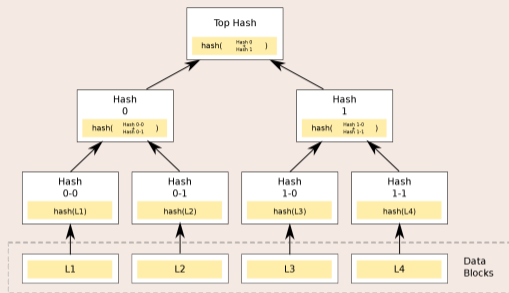 Top Hash
hash( Hash 0 + Hash 1 )
Hash
0
hash( Hash 0-0 + Hash 0-1 )
Hash
1
hash( Hash 1-0 + Hash 1-1 )
Hash
0-0
hash(L1)
Hash
0-1
hash(L2)
Hash
1-0
hash(L3)
Hash
1-1
hash(L4)
L1
L2
L3
L4
Data
Blocks